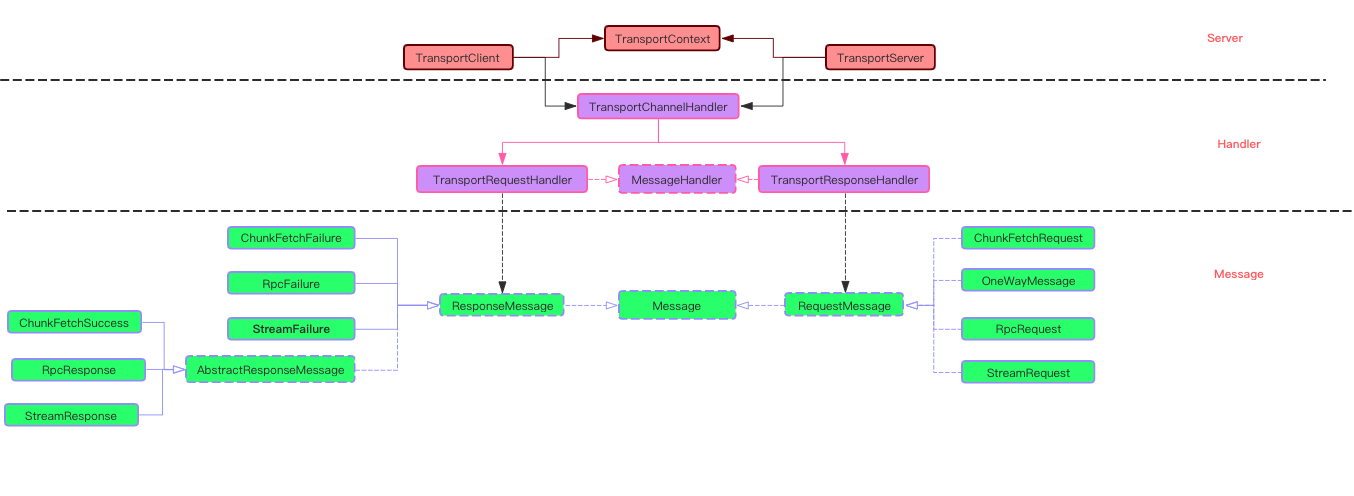 TransportContext
Server
TransportClient
TransportServer
TransportChannelHandler
Handler
TransportRequestHandler
MessageHandler
TransportResponseHandler
ChunkFetchFailure
ChunkFetchRequest
Message
RpcFailure
OneWayMessage
ResponseMessage
Message
RequestMessage
ChunkFetchSuccess
StreamFailure
RpcRequest
RpcResponse
AbstractResponseMessage
StreamRequest
StreamResponse